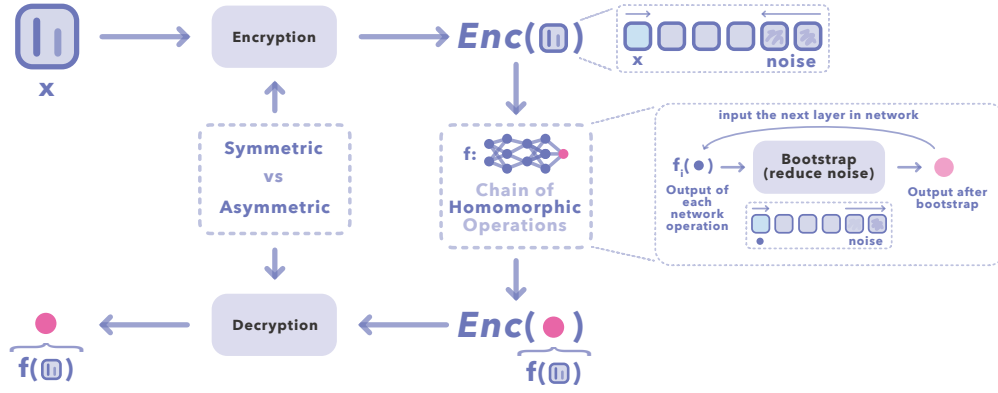 x
Encryption
Enc( )
x
noise
Symmetric
vs
Asymmetric
f:
Chain of
Homomorphic
Operations
input the next layer in network
fi( )
Output of
each
network
operation
Bootstrap
(reduce noise)
Output after
bootstrap
noise
f( )
Decryption
Enc( )
f( )